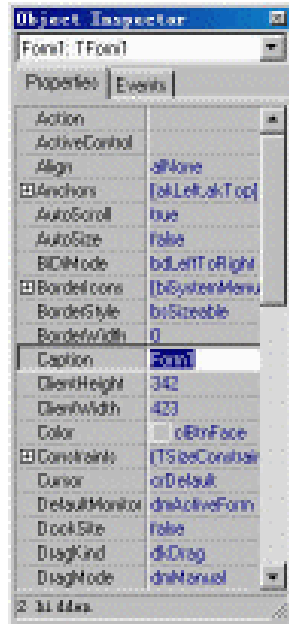 Object Inspector
Form1: TForm1
Properties Events
Action
ActiveControl
Align alNone
Anchors [akLeft,akTop]
AutoScroll true
AutoSize false
BiDiMode bdLeftToRight
BorderIcons [biSystemMenu
BorderStyle bsSizeable
BorderWidth 0
Caption Form1
ClientHeight 342
ClientWidth 423
Color clBtnFace
Constraints (TSizeConstrain
Cursor crDefault
DefaultMonitor dmActiveForm
DockSite false
DragKind dkDrag
DragMode dmManual
2 hidden